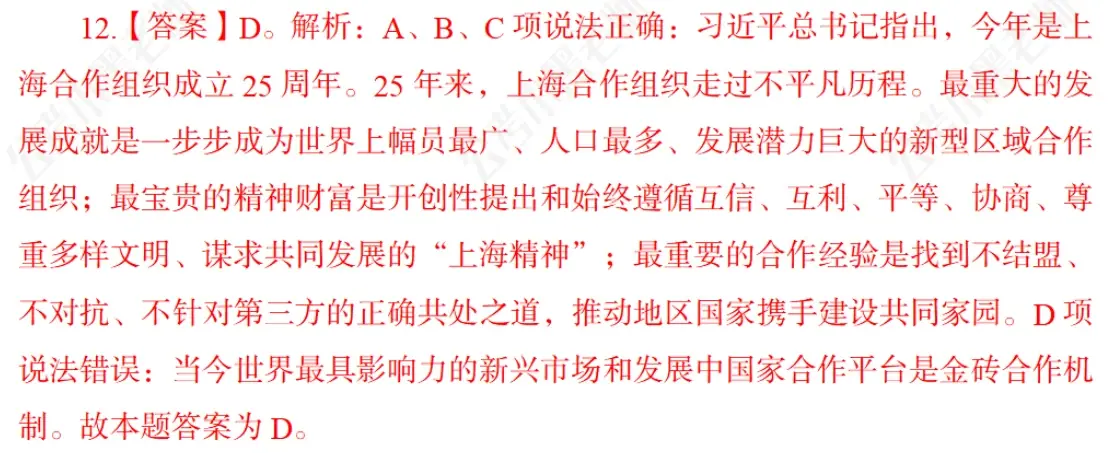 12.【答案】D。解析：A、B、C 项说法正确：习近平总书记指出，今年是上
海合作组织成立 25 周年。25 年来，上海合作组织走过不平凡历程。最重大的发
展成就是一步步成为世界上幅员最广、人口最多、发展潜力巨大的新型区域合作
组织；最宝贵的精神财富是开创性提出和始终遵循互信、互利、平等、协商、尊
重多样文明、谋求共同发展的“上海精神”；最重要的合作经验是找到不结盟、
不对抗、不针对第三方的正确共处之道，推动地区国家携手建设共同家园。D 项
说法错误：当今世界最具影响力的新兴市场和发展中国家合作平台是金砖合作机
制。故本题答案为 D。